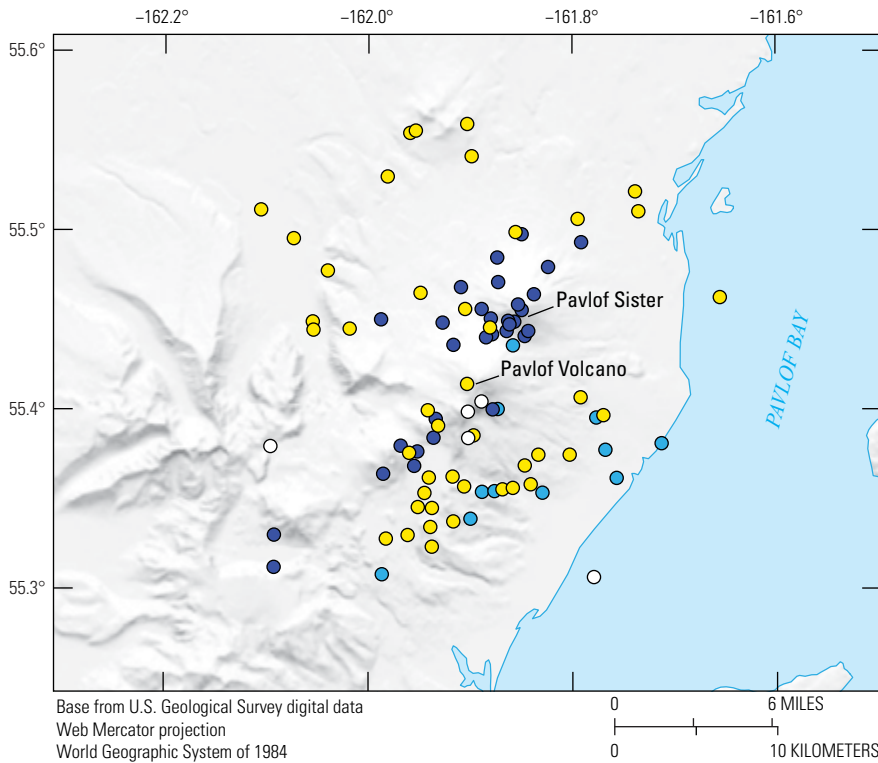 −162.2° −162.0° −161.8° −161.6°
55.6°
55.5°
Pavlof Sister
PAVLOF BAY
Pavlof Volcano
55.4°
55.3°
Base from U.S. Geological Survey digital data
Web Mercator projection
World Geographic System of 1984
0 6 MILES
0 10 KILOMETERS